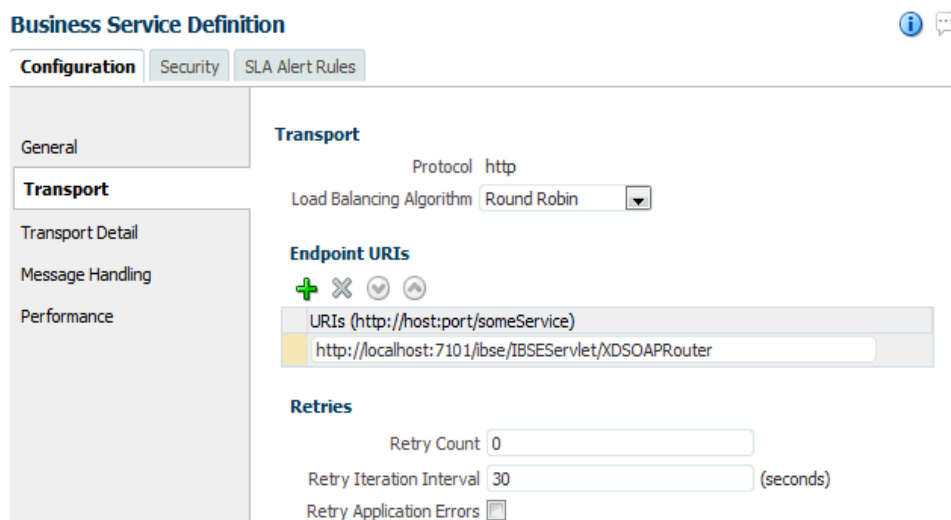 Business Service Definition
Configuration Security SLA Alert Rules
General
Transport
Transport Detail
Message Handling
Performance
Transport
Protocol http
Load Balancing Algorithm Round Robin
Endpoint URIs
URIs (http://host:port/someService)
http://localhost:7101/ibse/IBSEServlet/XDSOAPRouter
Retries
Retry Count 0
Retry Iteration Interval 30 (seconds)
Retry Application Errors